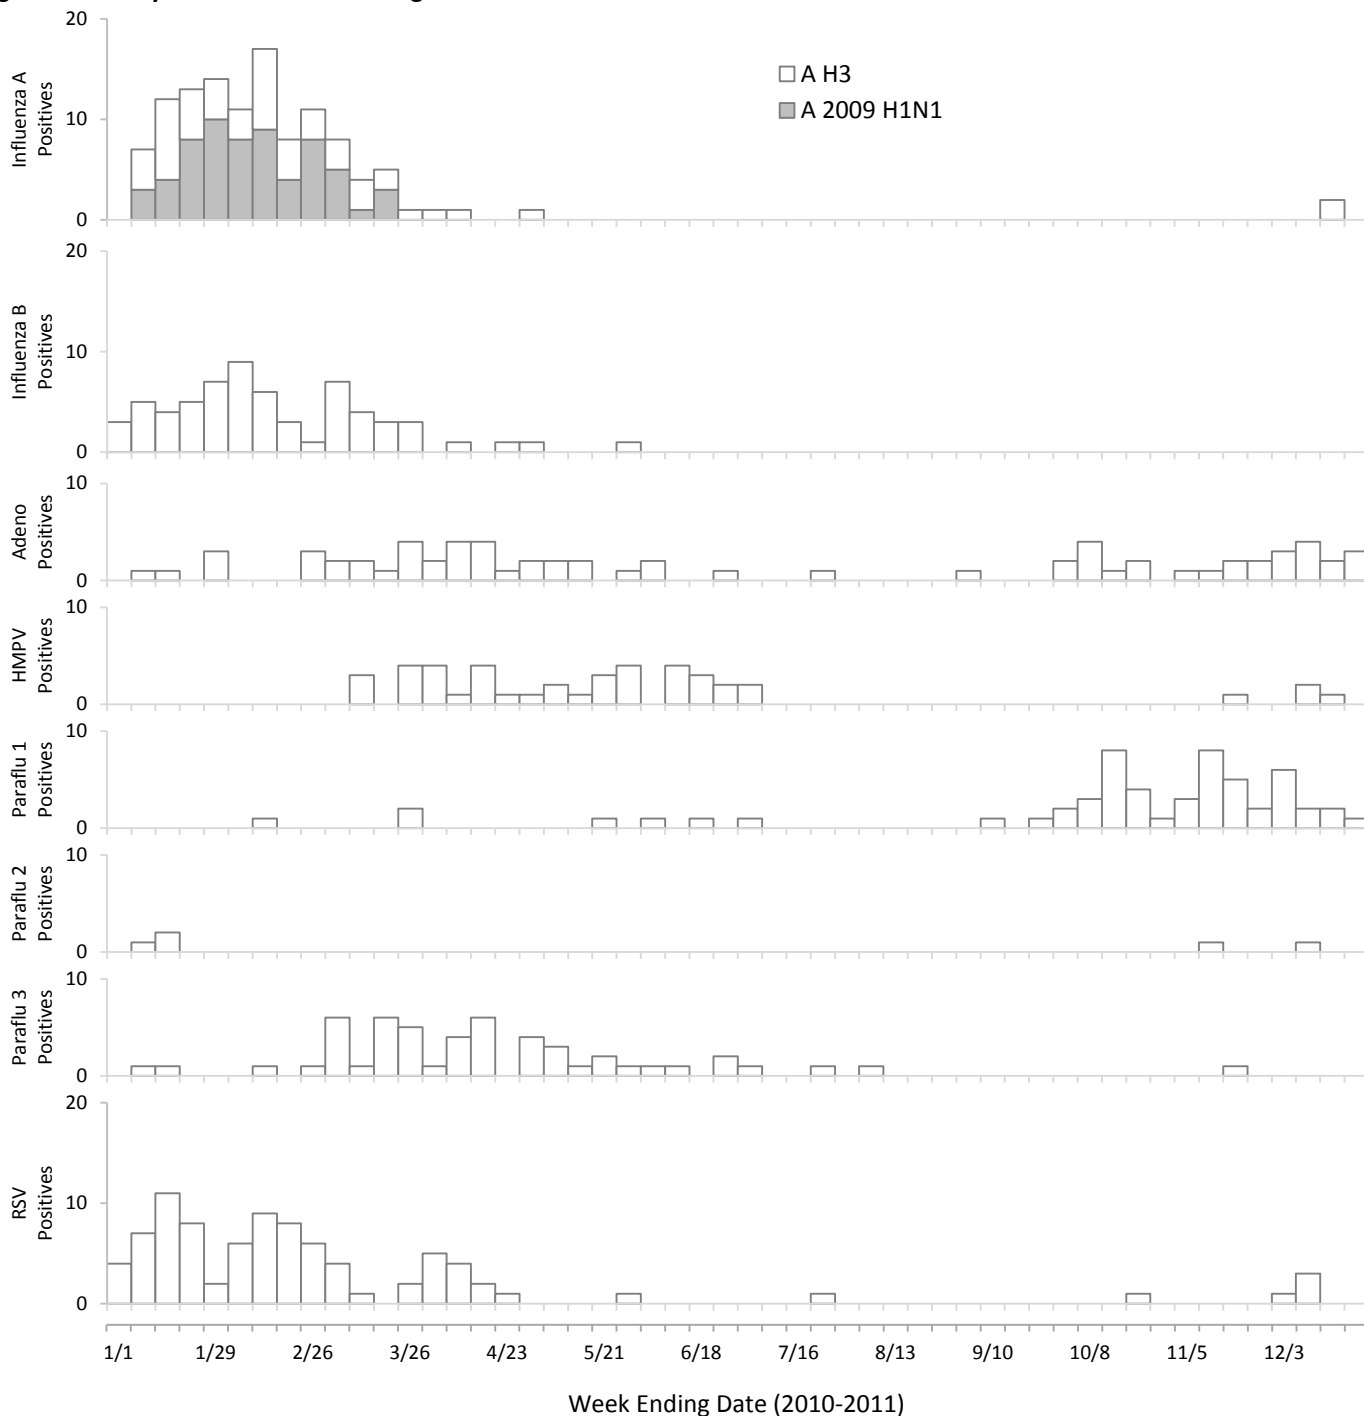 20
10
0
Influenza A
Positives
A H3
A 2009 H1N1
20
10
0
Influenza B
Positives
10
0
Adeno
Positives
10
0
HMPV
Positives
10
0
Paraflu 1
Positives
10
0
Paraflu 2
Positives
10
0
Paraflu 3
Positives
20
10
0
RSV
Positives
1/1 1/29 2/26 3/26 4/23 5/21 6/18 7/16 8/13 9/10 10/8 11/5 12/3
Week Ending Date (2010-2011)